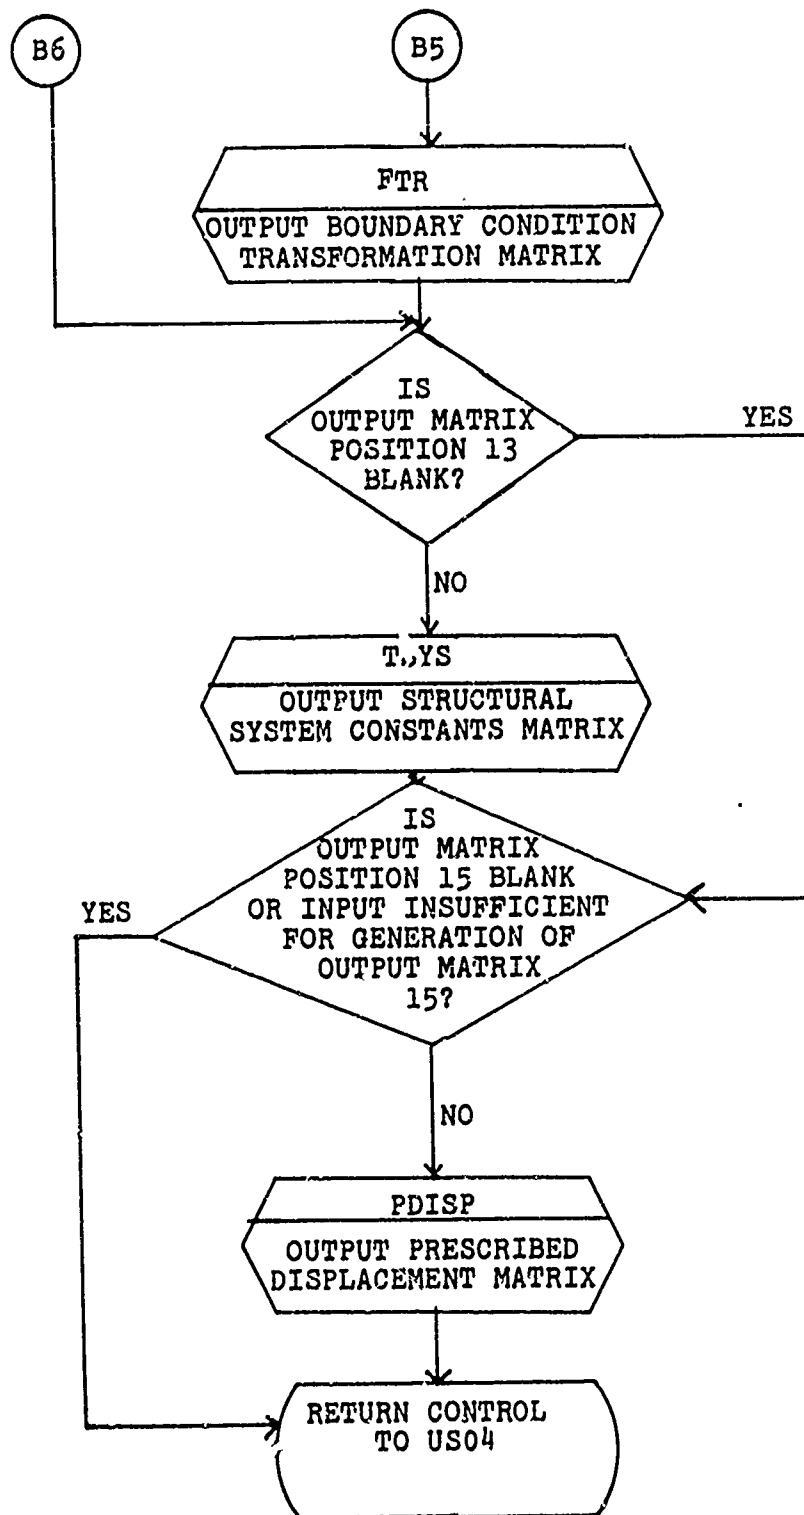 B6
B5
FTR
OUTPUT BOUNDARY CONDITION
TRANSFORMATION MATRIX
IS
OUTPUT MATRIX
POSITION 13
BLANK?
YES
NO
OUTPUT STRUCTURAL
SYSTEM CONSTANTS MATRIX
IS
OUTPUT MATRIX
POSITION 15 BLANK
OR INPUT INSUFFICIENT
FOR GENERATION OF
OUTPUT MATRIX
15?
YES
NO
PDISP
OUTPUT PRESCRIBED
DISPLACEMENT MATRIX
RETURN CONTROL
TO US04